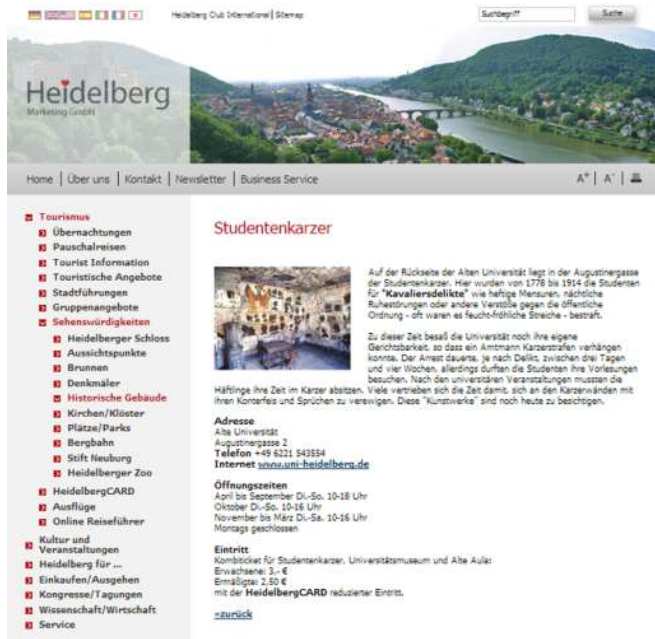 Heidelberg Club International | Sitemap
Suchbegriff
Suche
Heidelberg
Marketing GmbH
Home | Über uns | Kontakt | Newsletter | Business Service
A+ | A- |
Tourismus
Übernachtungen
Pauschalreisen
Tourist Information
Touristische Angebote
Stadtführungen
Gruppenangebote
Sehenswürdigkeiten
Heidelberger Schloss
Aussichtspunkte
Brunnen
Denkmäler
Historische Gebäude
Kirchen/Klöster
Plätze/Parks
Bergbahn
Stift Neuburg
Heidelberger Zoo
HeidelbergCARD
Ausflüge
Online Reiseführer
Kultur und
Veranstaltungen
Heidelberg für ...
Einkaufen/Ausgehen
Kongresse/Tagungen
Wissenschaft/Wirtschaft
Service
Studentenkarzer
Auf der Rückseite der Alten Universität liegt in der Augustinergasse
der Studentenkarzer. Hier wurden von 1778 bis 1914 die Studenten
für "Kavaliersdelikte" wie heftige Mensuren, nächtliche
Ruhestörungen oder andere Verstöße gegen die öffentliche
Ordnung - oft waren es feucht-fröhliche Streiche - bestraft.
Zu dieser Zeit besaß die Universität noch ihre eigene
Gerichtsbarkeit, so dass ein Amtmann Karzerstrafen verhängen
konnte. Der Arrest dauerte, je nach Delikt, zwischen drei Tagen
und vier Wochen, allerdings durften die Studenten ihre Vorlesungen
besuchen. Nach den universitären Veranstaltungen mussten die
Häftlinge ihre Zeit im Karzer absitzen. Viele vertrieben sich die Zeit damit, sich an den Karzerwänden mit
ihren Konterfeis und Sprüchen zu verewigen. Diese "Kunstwerke" sind noch heute zu besichtigen.
Adresse
Alte Universität
Augustinergasse 2
Telefon +49 6221 543554
Internet www.uni-heidelberg.de
Öffnungszeiten
April bis September Di.-So. 10-18 Uhr
Oktober Di.-So. 10-16 Uhr
November bis März Di.-Sa. 10-16 Uhr
Montags geschlossen
Eintritt
Kombiticket für Studentenkarzer, Universitätsmuseum und Alte Aula:
Erwachsene: 3,- €
Ermäßigte: 2,50 €
mit der HeidelbergCARD reduzierter Eintritt.
«zurück